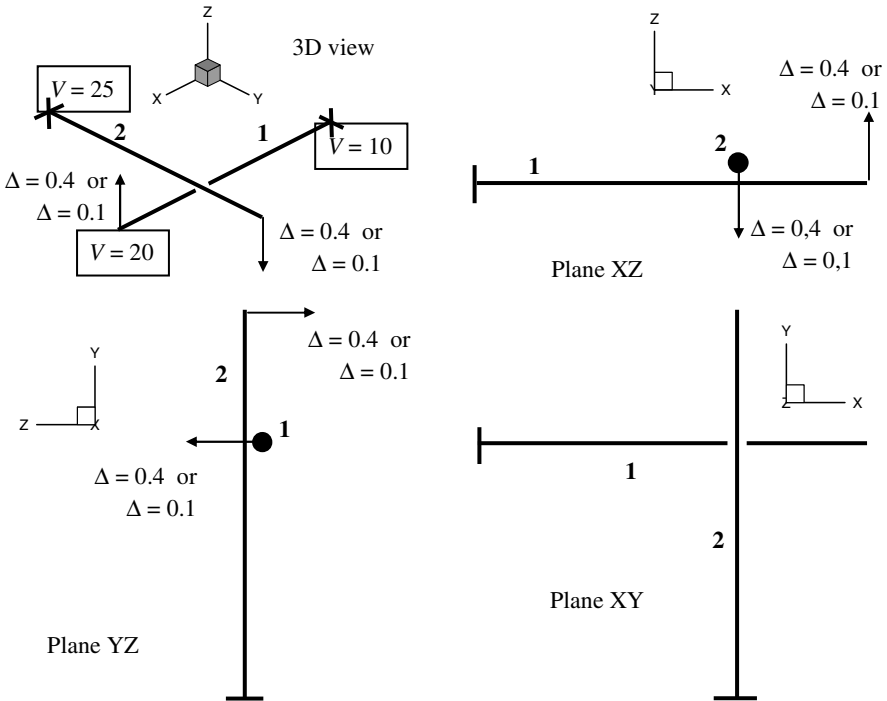 Z
3D view
X
Y
V = 25
2
1
V = 10
Δ = 0.4 or
Δ = 0.1
V = 20
Δ = 0.4 or
Δ = 0.1
Z
Y
X
Δ = 0.4 or
Δ = 0.1
2
1
Δ = 0,4 or
Δ = 0,1
Plane XZ
Y
Z
X
2
Δ = 0.4 or
Δ = 0.1
1
Δ = 0.4 or
Δ = 0.1
Plane YZ
Y
Z
X
1
2
Plane XY